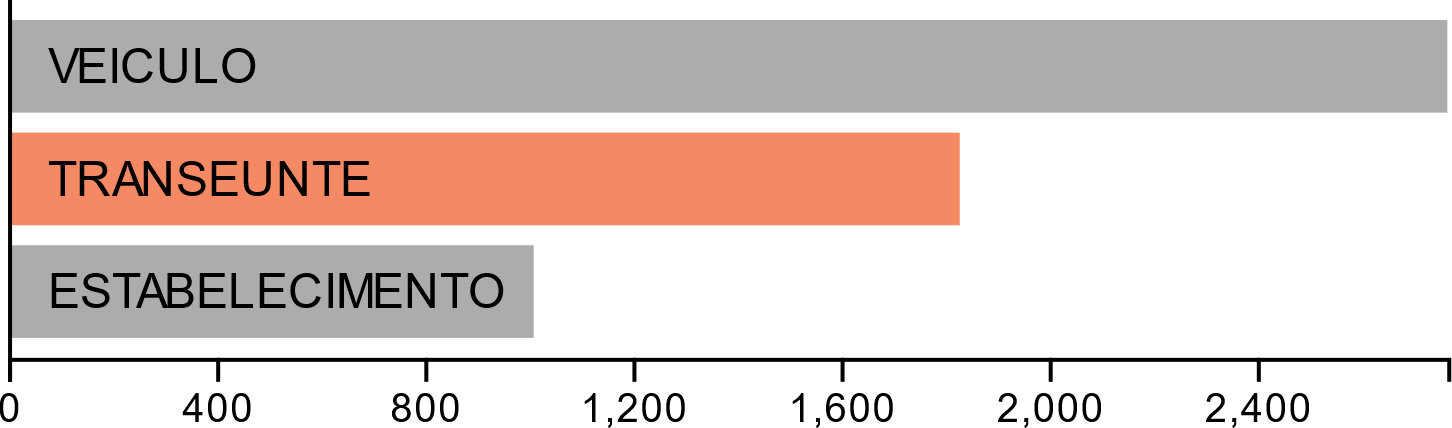 VEICULO
TRANSEUNTE
ESTABELECIMENTO
0 400 800 1,200 1,600 2,000 2,400